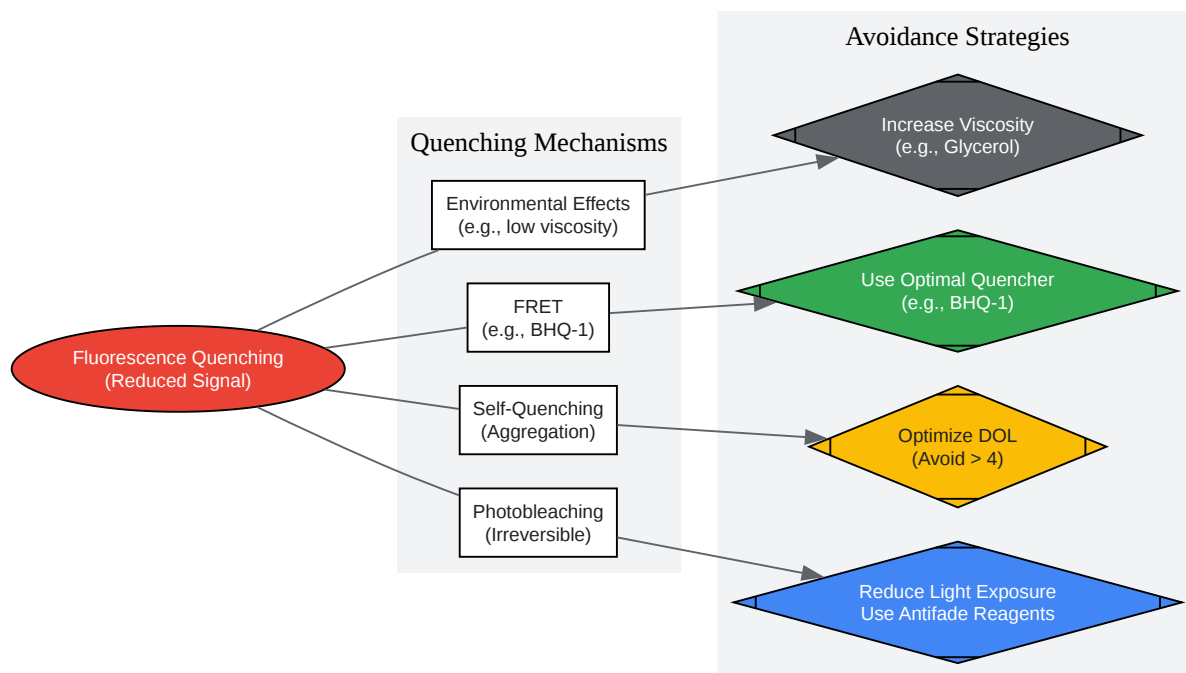 Avoidance Strategies
Quenching Mechanisms
Fluorescence Quenching
(Reduced Signal)
Environmental Effects
(e.g., low viscosity)
FRET
(e.g., BHQ-1)
Self-Quenching
(Aggregation)
Photobleaching
(Irreversible)
Increase Viscosity
(e.g., Glycerol)
Use Optimal Quencher
(e.g., BHQ-1)
Optimize DOL
(Avoid > 4)
Reduce Light Exposure
Use Antifade Reagents